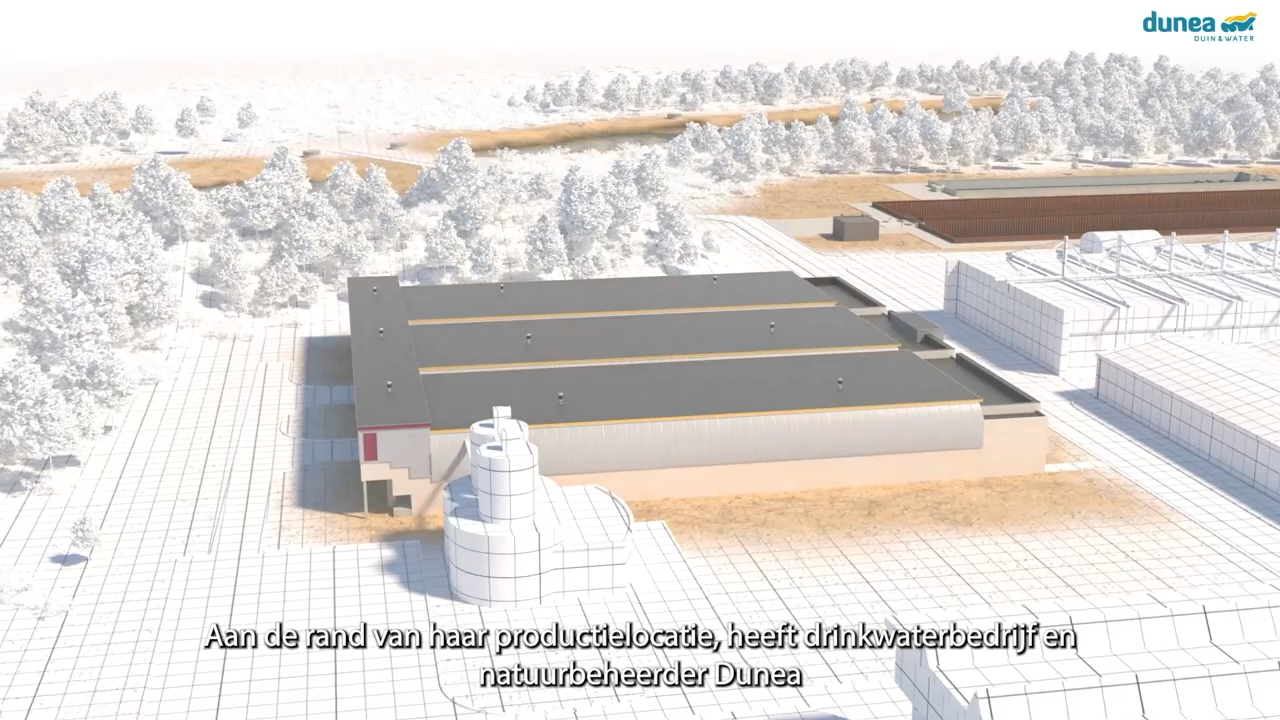 dunea
DUIN & WATER
Aan de rand van haar productielocatie, heeft drinkwaterbedrijf en
natuurbeheerder Dunea